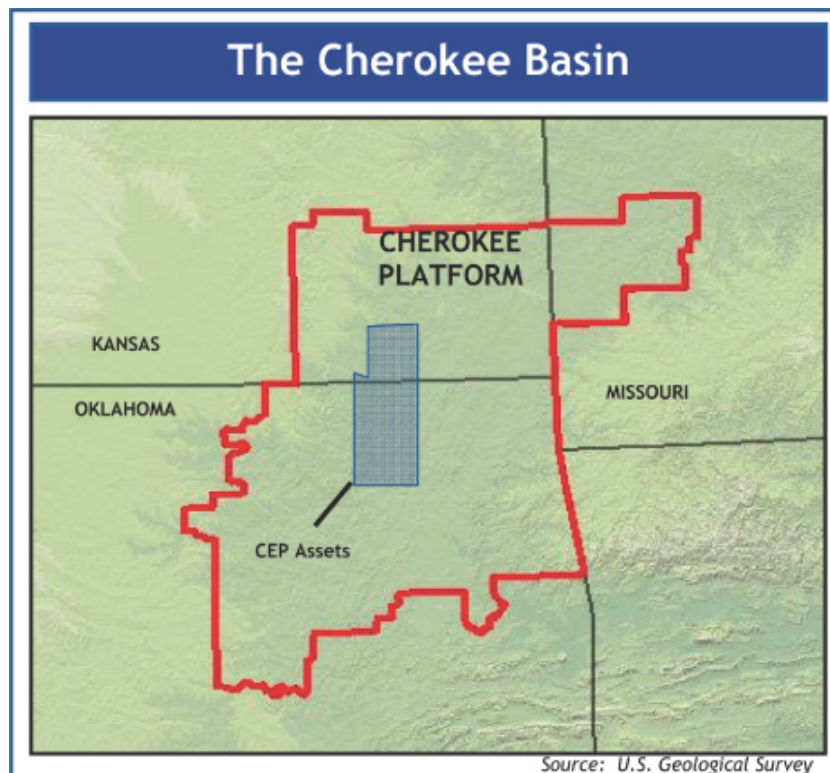 The Cherokee Basin
CHEROKEE
PLATFORM
KANSAS
OKLAHOMA
MISSOURI
CEP Assets
Source: U.S. Geological Survey